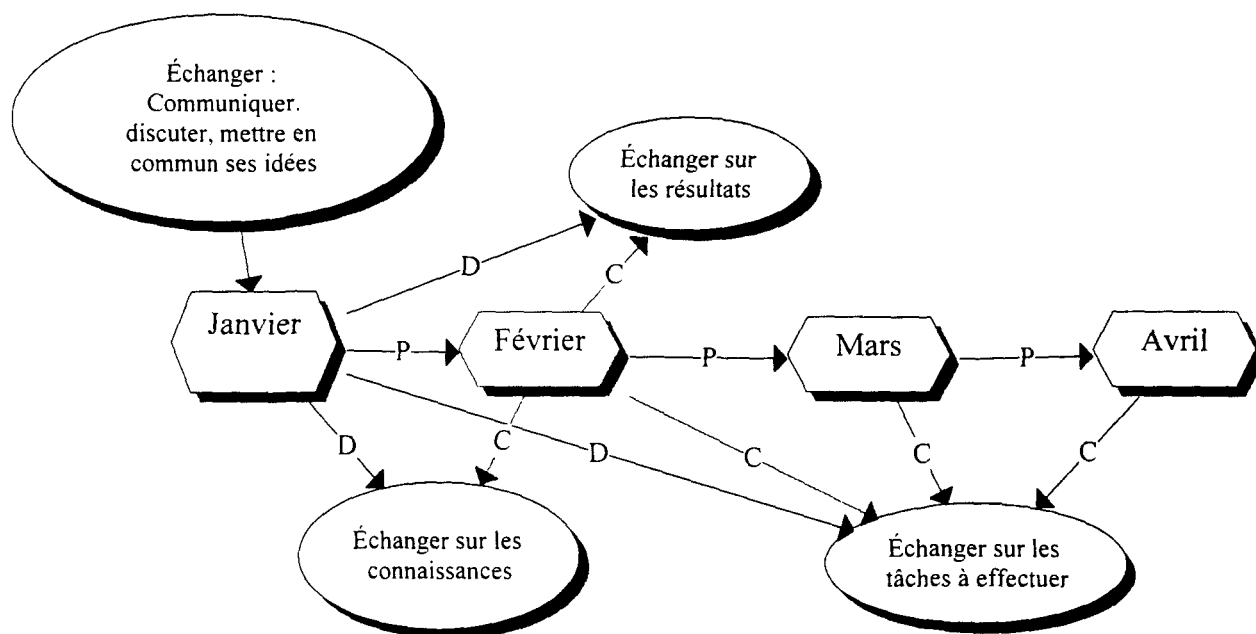 Échanger :
Communiquer.
discuter, mettre en
commun ses idées
Échanger sur
les résultats
D
C
Janvier
P
Février
P
Mars
P
Avril
D
C
D
C
C
C
Échanger sur les
connaissances
Échanger sur les
tâches à effectuer